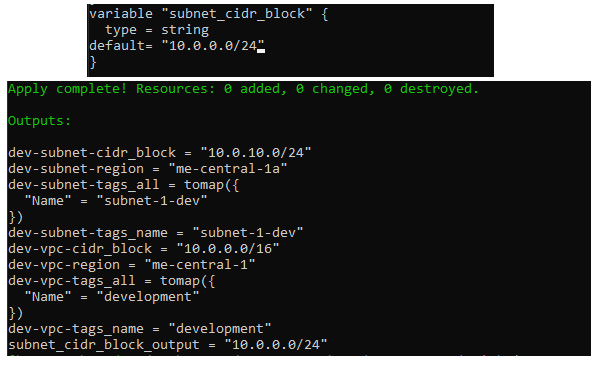 variable "subnet_cidr_block" {
  type = string
default= "10.0.0.0/24"
}
Apply complete! Resources: 0 added, 0 changed, 0 destroyed.
Outputs:
dev-subnet-cidr_block = "10.0.10.0/24"
dev-subnet-region = "me-central-1a"
dev-subnet-tags_all = tomap({
  "Name" = "subnet-1-dev"
})
dev-subnet-tags_name = "subnet-1-dev"
dev-vpc-cidr_block = "10.0.0.0/16"
dev-vpc-region = "me-central-1"
dev-vpc-tags_all = tomap({
  "Name" = "development"
})
dev-vpc-tags_name = "development"
subnet_cidr_block_output = "10.0.0.0/24"